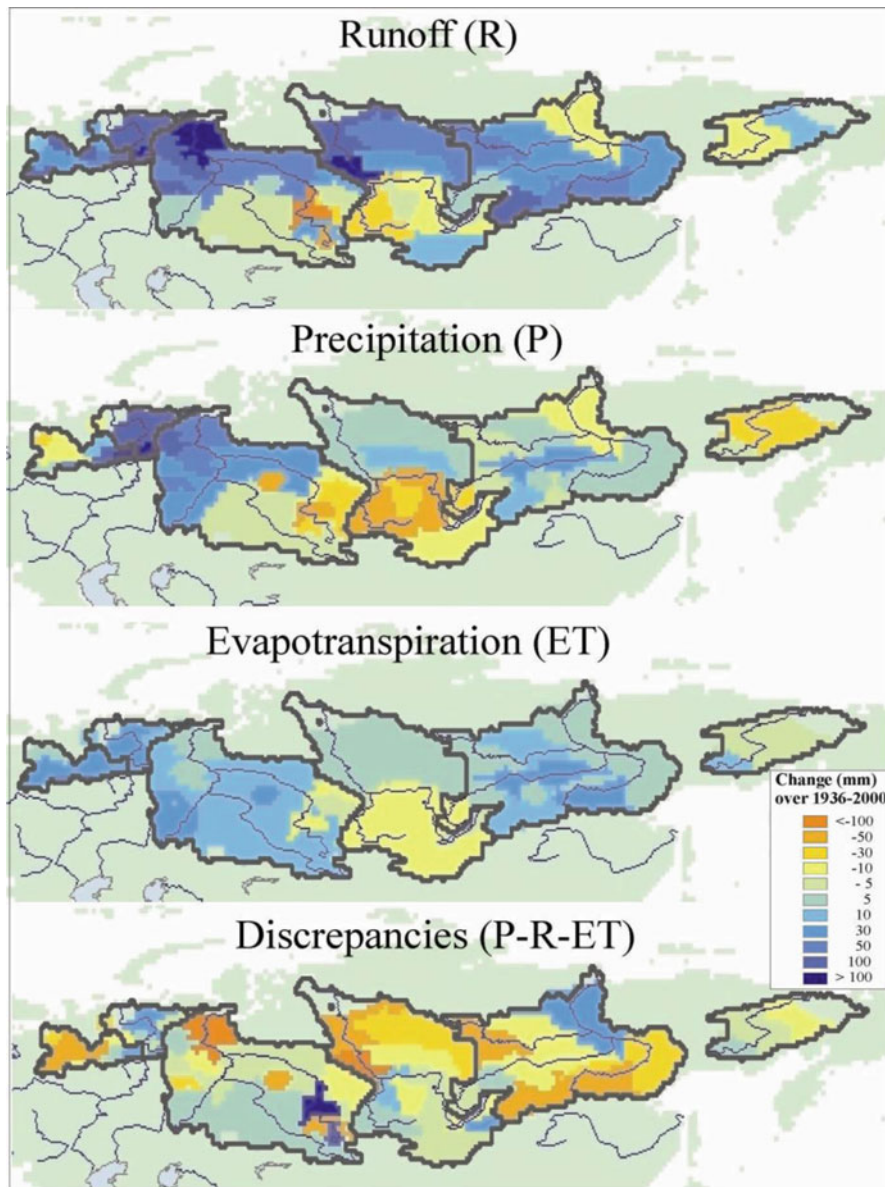 Runoff (R)
Precipitation (P)
Evapotranspiration (ET)
Change (mm)
over 1936-2000
<-100
-50
-30
-10
- 5
5
10
30
50
100
> 100
Discrepancies (P-R-ET)